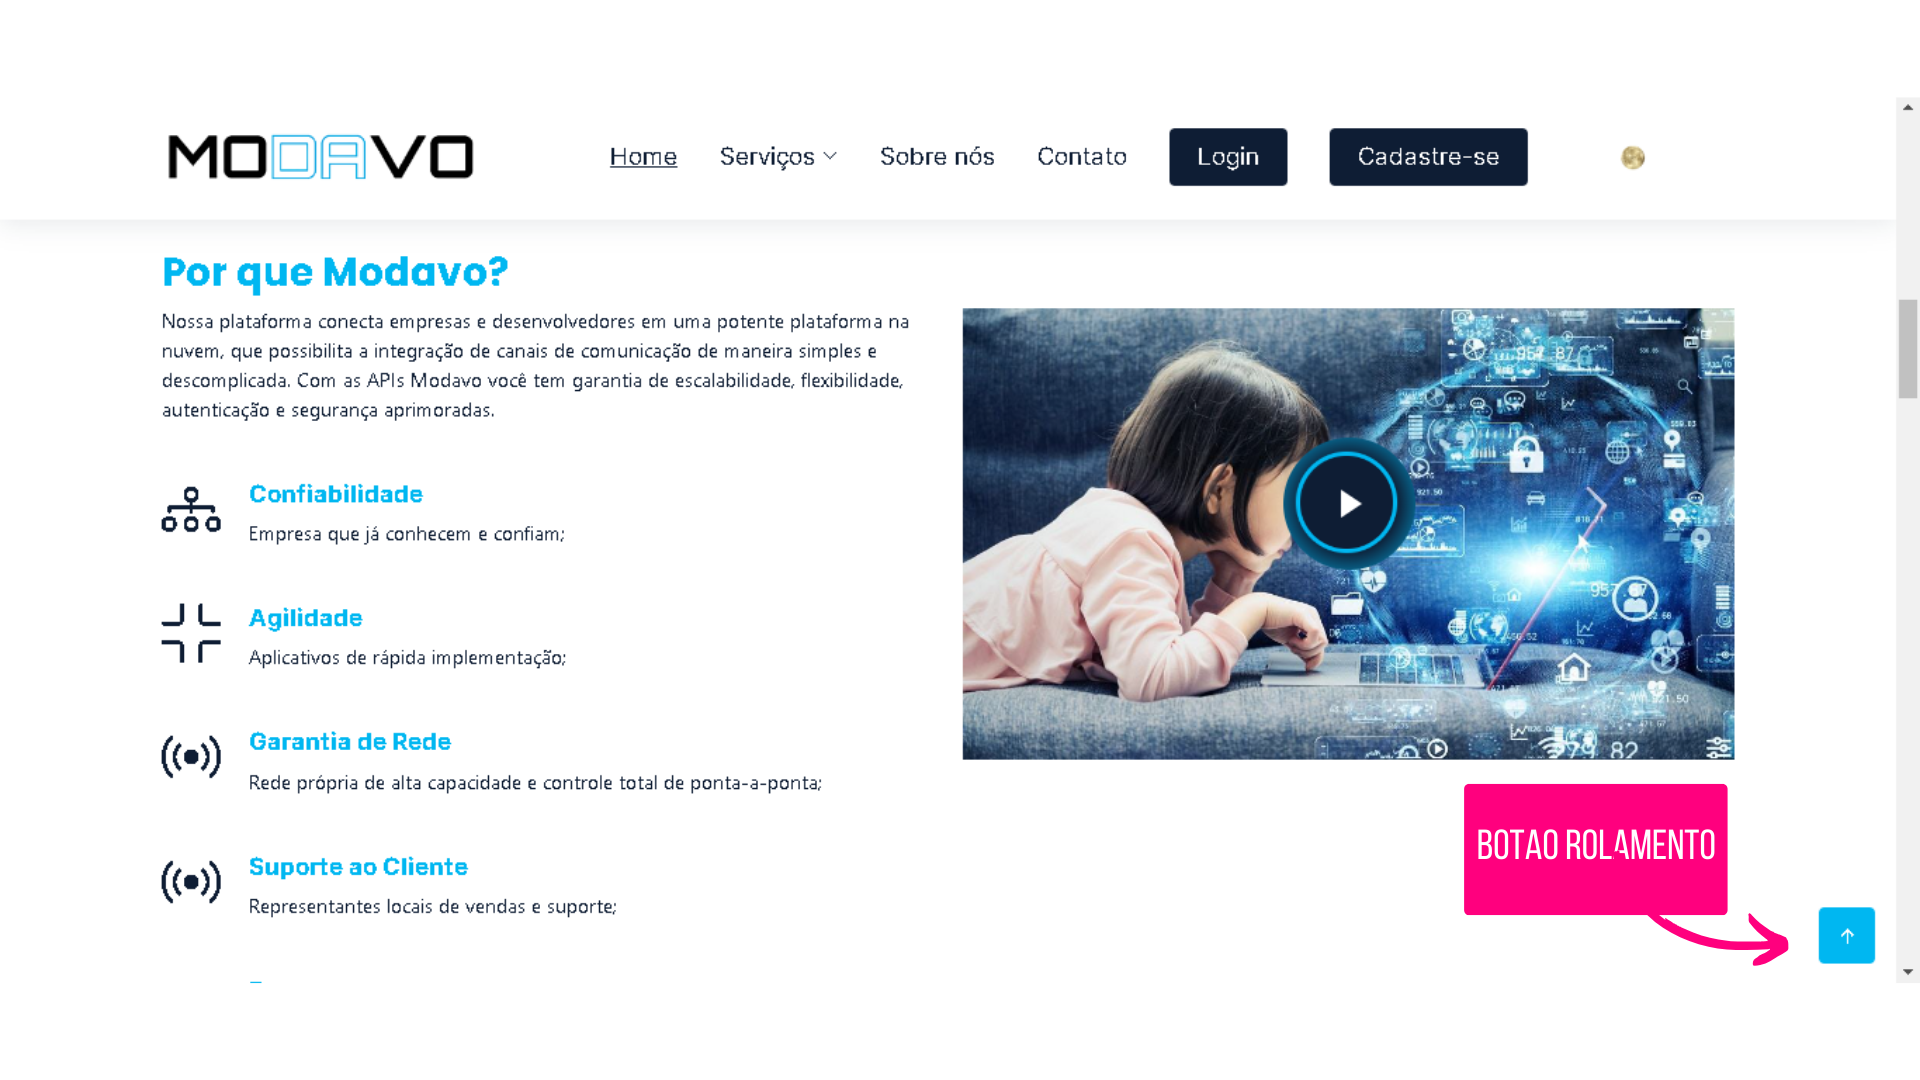 MODAVO
Home Serviços Sobre nós Contato Login Cadastre-se
Por que Modavo?
Nossa plataforma conecta empresas e desenvolvedores em uma potente plataforma na
nuvem, que possibilita a integração de canais de comunicação de maneira simples e
descomplicada. Com as APIs Modavo você tem garantia de escalabilidade, flexibilidade,
autenticação e segurança aprimoradas.
Confiabilidade
Empresa que já conhecem e confiam;
Agilidade
Aplicativos de rápida implementação;
Garantia de Rede
Rede própria de alta capacidade e controle total de ponta-a-ponta;
Suporte ao Cliente
Representantes locais de vendas e suporte;
BOTAO ROLAMENTO